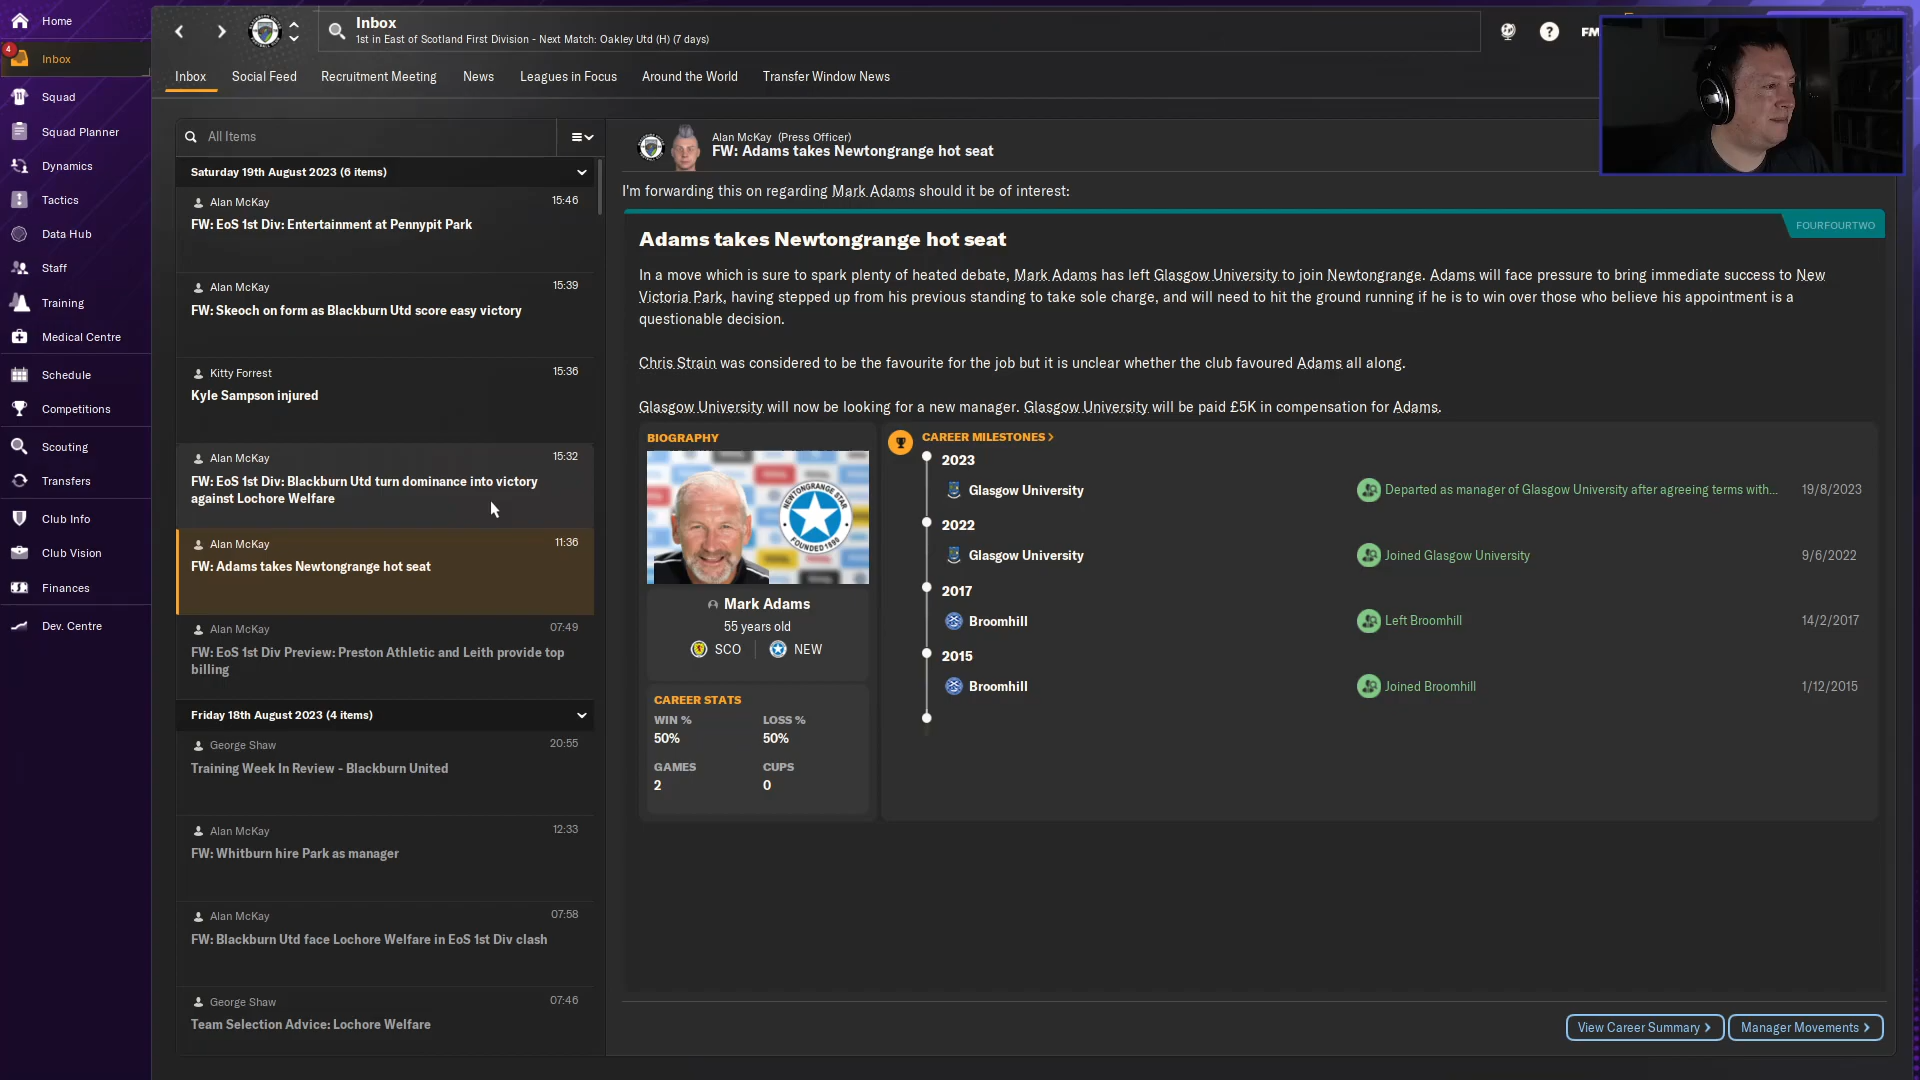 Home
4
Inbox
Squad
Squad Planner
Dynamics
Tactics
Data Hub
Staff
Training
Medical Centre
Schedule
Competitions
Scouting
Transfers
Club Info
Club Vision
Finances
Dev. Centre
Inbox
1st in East of Scotland First Division - Next Match: Oakley Utd (H) (7 days)
FM
Inbox
Social Feed
Recruitment Meeting
News
Leagues in Focus
Around the World
Transfer Window News
All Items
Saturday 19th August 2023 (6 items)
Alan McKay 15:46
FW: EoS 1st Div: Entertainment at Pennypit Park
Alan McKay 15:39
FW: Skeoch on form as Blackburn Utd score easy victory
Kitty Forrest 15:36
Kyle Sampson injured
Alan McKay 15:32
FW: EoS 1st Div: Blackburn Utd turn dominance into victory
against Lochore Welfare
Alan McKay 11:36
FW: Adams takes Newtongrange hot seat
Alan McKay 07:49
FW: EoS 1st Div Preview: Preston Athletic and Leith provide top
billing
Friday 18th August 2023 (4 items)
George Shaw 20:55
Training Week In Review - Blackburn United
Alan McKay 12:33
FW: Whitburn hire Park as manager
Alan McKay 07:58
FW: Blackburn Utd face Lochore Welfare in EoS 1st Div clash
George Shaw 07:46
Team Selection Advice: Lochore Welfare
Alan McKay (Press Officer)
FW: Adams takes Newtongrange hot seat
I'm forwarding this on regarding Mark Adams should it be of interest:
FOURFOURTWO
Adams takes Newtongrange hot seat
In a move which is sure to spark plenty of heated debate, Mark Adams has left Glasgow University to join Newtongrange. Adams will face pressure to bring immediate success to New
Victoria Park, having stepped up from his previous standing to take sole charge, and will need to hit the ground running if he is to win over those who believe his appointment is a
questionable decision.
Chris Strain was considered to be the favourite for the job but it is unclear whether the club favoured Adams all along.
Glasgow University will now be looking for a new manager. Glasgow University will be paid £5K in compensation for Adams.
BIOGRAPHY
NEWTONGRANGE STAR
FOUNDED 1890
Mark Adams
55 years old
SCO NEW
CAREER STATS
WIN % LOSS %
50% 50%
GAMES CUPS
2 0
CAREER MILESTONES >
2023
Glasgow University Departed as manager of Glasgow University after agreeing terms with... 19/8/2023
2022
Glasgow University Joined Glasgow University 9/6/2022
2017
Broomhill Left Broomhill 14/2/2017
2015
Broomhill Joined Broomhill 1/12/2015
View Career Summary >
Manager Movements >